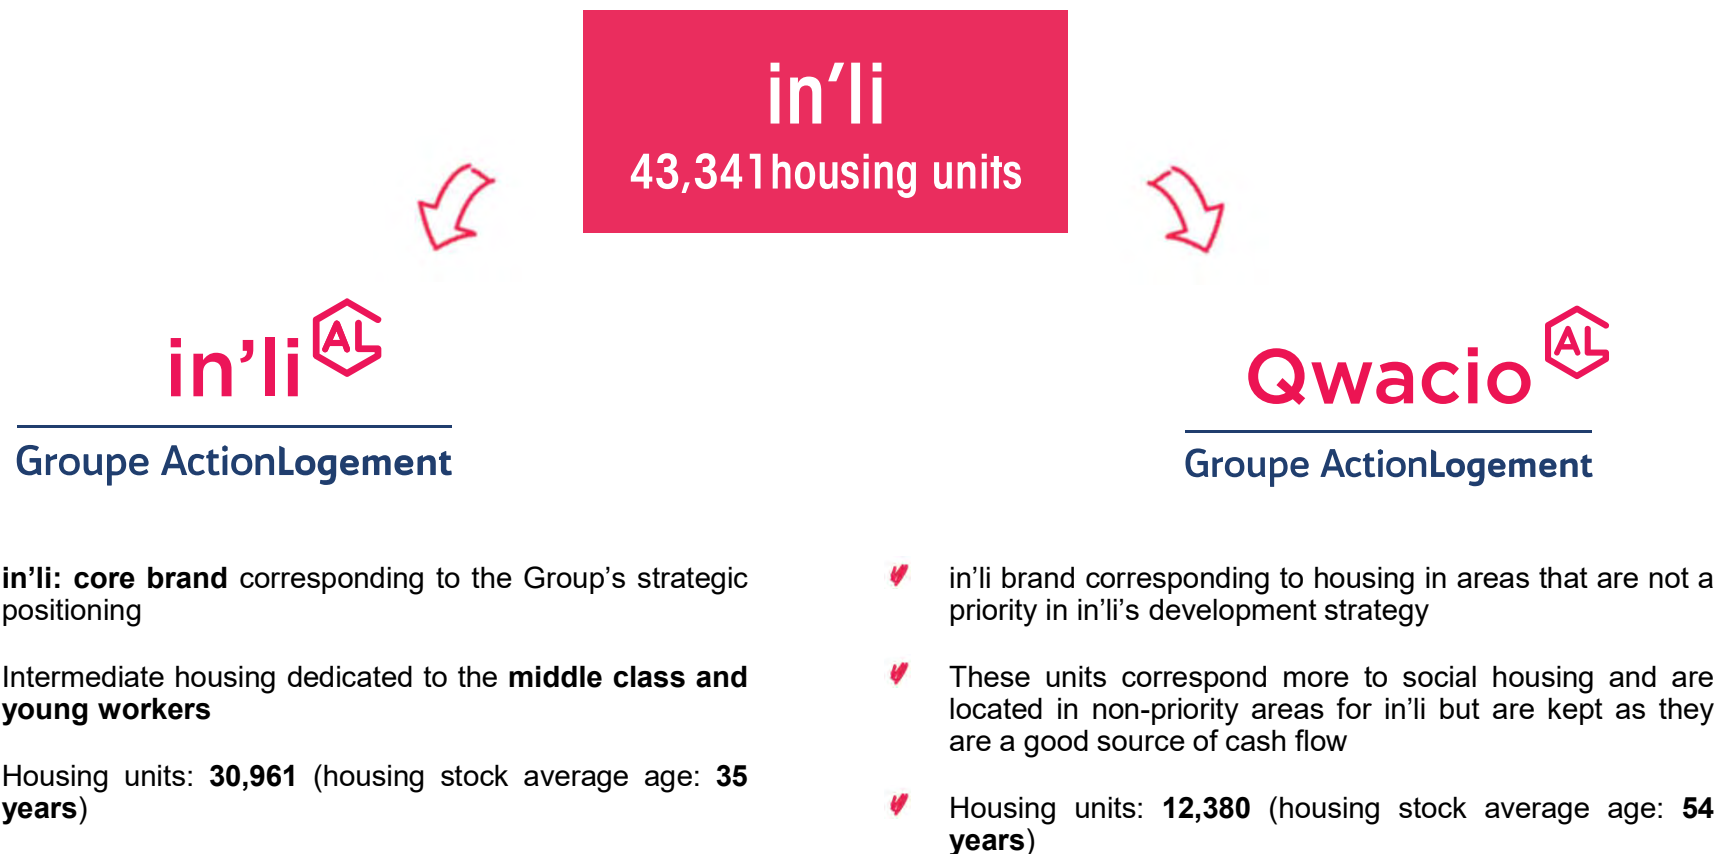 in’li
43,341housing units
in’li AL
Groupe ActionLogement
in’li: core brand corresponding to the Group’s strategic
positioning
Intermediate housing dedicated to the middle class and
young workers
Housing units: 30,961 (housing stock average age: 35
years)
Qwacio AL
Groupe ActionLogement
in’li brand corresponding to housing in areas that are not a
priority in in’li’s development strategy
These units correspond more to social housing and are
located in non-priority areas for in’li but are kept as they
are a good source of cash flow
Housing units: 12,380 (housing stock average age: 54
years)